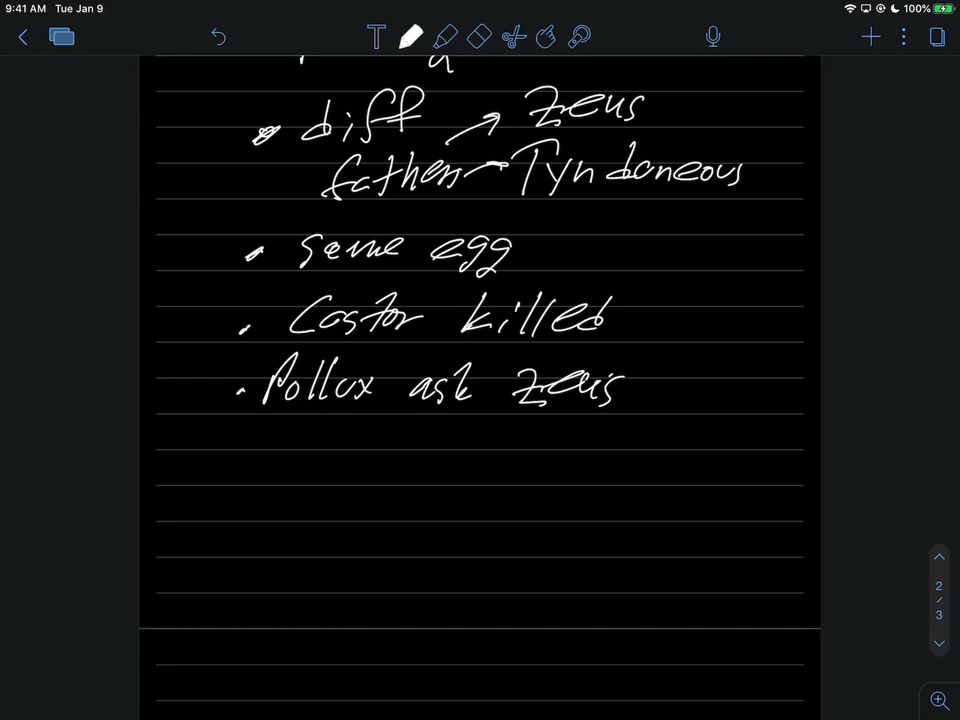 9:41 AM Tue Jan 9
100%
T
diff → Zeus
fathers → Tyndaneous
same egg
Castor killed
Pollux ask Zeus
2
/
3